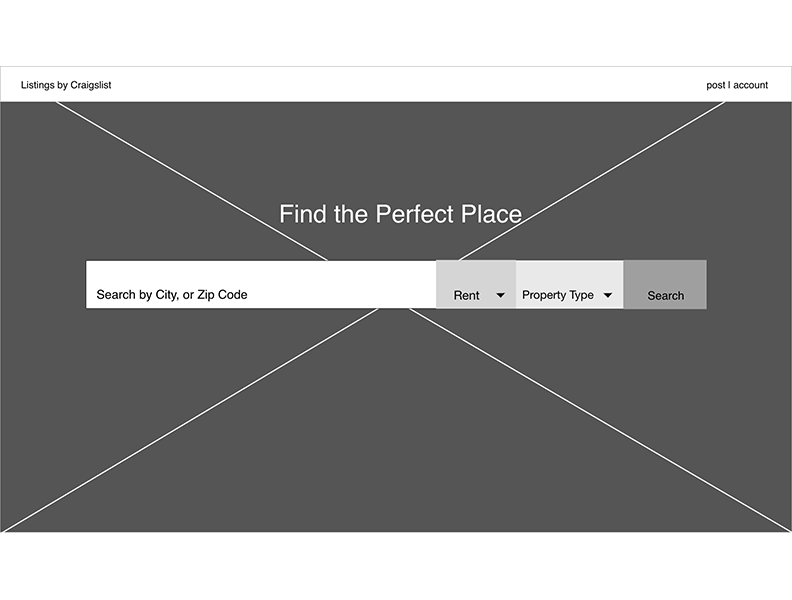 Listings by Craigslist
post | account
Find the Perfect Place
Search by City, or Zip Code
Rent
Property Type
Search